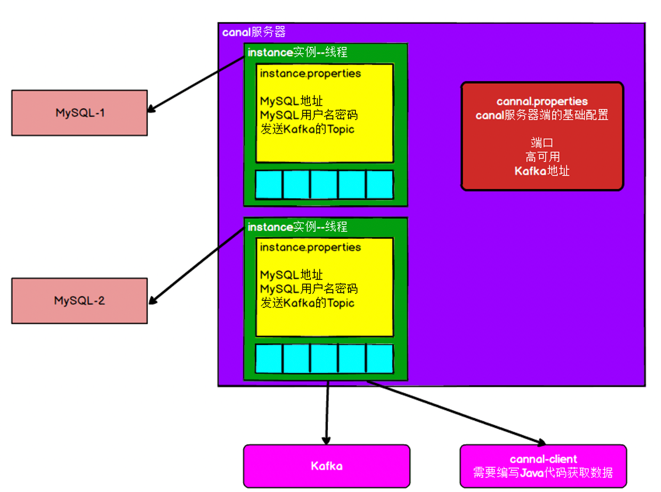 canal服务器
instance实例--线程
instance.properties
MySQL地址
MySQL用户名密码
发送Kafka的Topic
MySQL-1
cannal.properties
canal服务器端的基础配置
端口
高可用
Kafka地址
instance实例--线程
instance.properties
MySQL地址
MySQL用户名密码
发送Kafka的Topic
MySQL-2
Kafka
cannal-client
需要编写Java代码获取数据